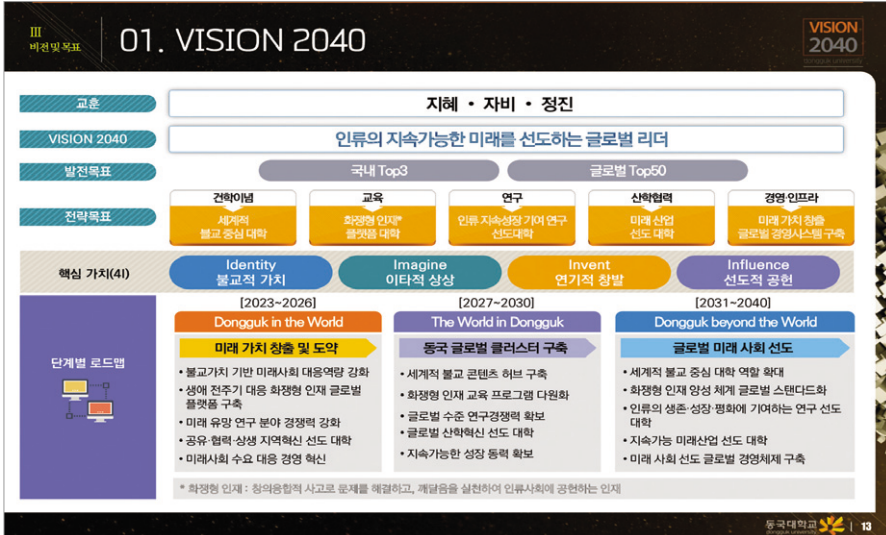 III
비전및목표
01. VISION 2040
VISION
2040
dongguk university
교훈
지혜 • 자비 • 정진
VISION 2040
인류의 지속가능한 미래를 선도하는 글로벌 리더
발전목표
국내 Top3
글로벌 Top50
전략목표
건학이념
세계적
불교 중심 대학
교육
화쟁형 인재*
플랫폼 대학
연구
인류 지속성장 기여 연구
선도대학
산학협력
미래 산업
선도 대학
경영·인프라
미래 가치 창출
글로벌 경영시스템 구축
핵심 가치(4I)
Identity
불교적 가치
Imagine
이타적 상상
Invent
연기적 창발
Influence
선도적 공헌
단계별 로드맵
[2023~2026]
Dongguk in the World
미래 가치 창출 및 도약
• 불교가치 기반 미래사회 대응역량 강화
• 생애 전주기 대응 화쟁형 인재 글로벌
플랫폼 구축
• 미래 유망 연구 분야 경쟁력 강화
• 공유·협력·상생 지역혁신 선도 대학
• 미래사회 수요 대응 경영 혁신
[2027~2030]
The World in Dongguk
동국 글로벌 클러스터 구축
• 세계적 불교 콘텐츠 허브 구축
• 화쟁형 인재 교육 프로그램 다원화
• 글로벌 수준 연구경쟁력 확보
• 글로벌 산학혁신 선도 대학
• 지속가능한 성장 동력 확보
[2031~2040]
Dongguk beyond the World
글로벌 미래 사회 선도
• 세계적 불교 중심 대학 역할 확대
• 화쟁형 인재 양성 체계 글로벌 스탠다드화
• 인류의 생존·성장·평화에 기여하는 연구 선도
대학
• 지속가능 미래산업 선도 대학
• 미래 사회 선도 글로벌 경영체제 구축
* 화쟁형 인재 : 창의융합적 사고로 문제를 해결하고, 깨달음을 실천하여 인류사회에 공헌하는 인재
동국대학교
dongguk university
13